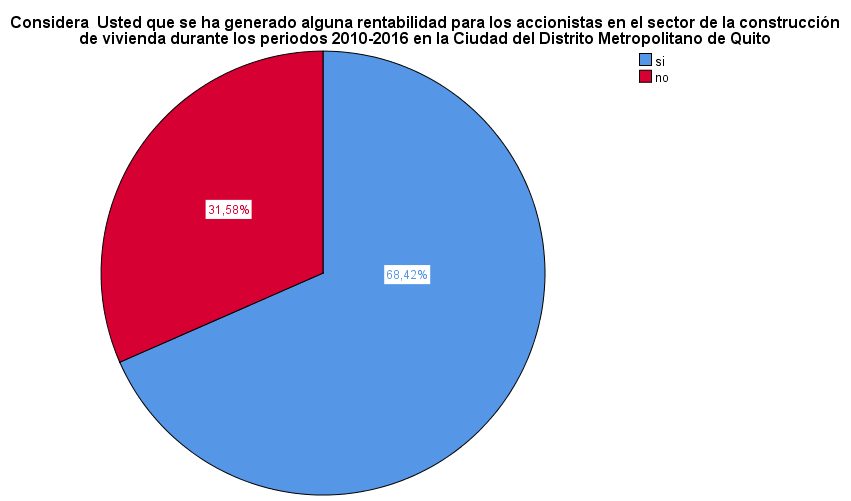 Considera  Usted que se ha generado alguna rentabilidad para los accionistas en el sector de la construcción
de vivienda durante los periodos 2010-2016 en la Ciudad del Distrito Metropolitano de Quito
si
no
31,58%
68,42%